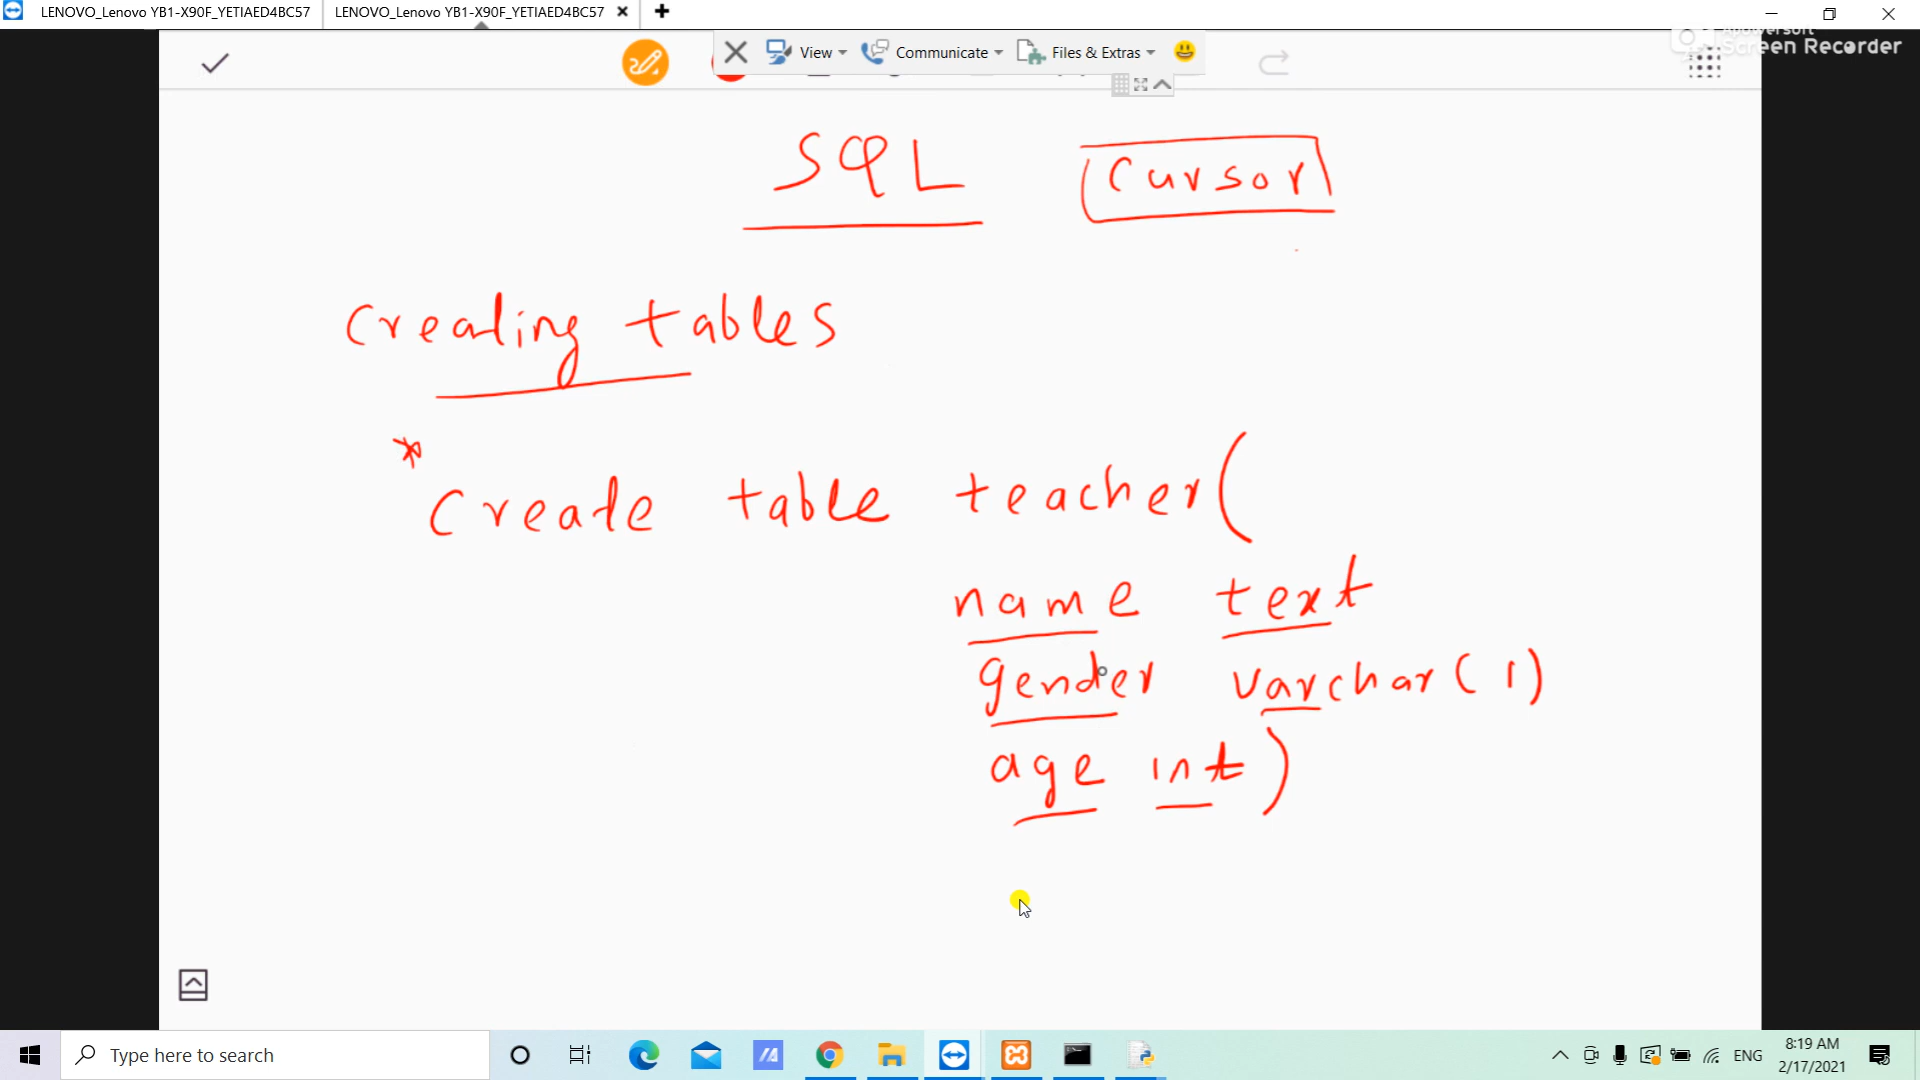 LENOVO_Lenovo YB1-X90F_YETIAED4BC57 LENOVO_Lenovo YB1-X90F_YETIAED4BC57
View Communicate Files & Extras
Screen Recorder
SQL Cursor
Creating tables
* Create table teacher(
name text
gender varchar(1)
age int)
Type here to search
ENG 8:19 AM
2/17/2021